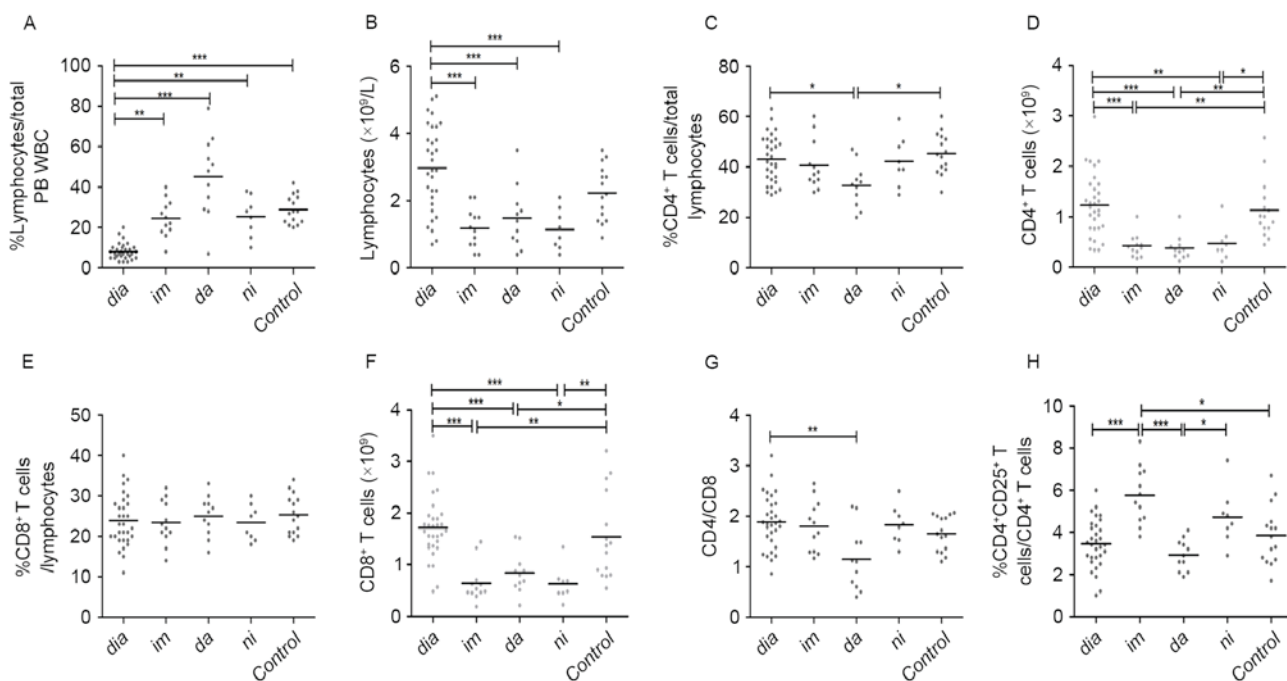 A
***
**
***
**
%Lymphocytes/total
PB WBC
100
80
60
40
20
0
dia
im
da
ni
Control
B
***
***
***
Lymphocytes (×10⁹/L)
6
4
2
0
dia
im
da
ni
Control
C
*
*
%CD4⁺ T cells/total
lymphocytes
80
60
40
20
0
dia
im
da
ni
Control
D
**
*
***
**
***
**
CD4⁺ T cells (×10⁹)
4
3
2
1
0
dia
im
da
ni
Control
E
%CD8⁺ T cells
/lymphocytes
50
40
30
20
10
0
dia
im
da
ni
Control
F
***
**
***
*
***
**
CD8⁺ T cells (×10⁹)
4
3
2
1
0
dia
im
da
ni
Control
G
**
CD4/CD8
4
3
2
1
0
dia
im
da
ni
Control
H
*
***
***
*
%CD4⁺CD25⁺ T
cells/CD4⁺ T cells
10
8
6
4
2
0
dia
im
da
ni
Control